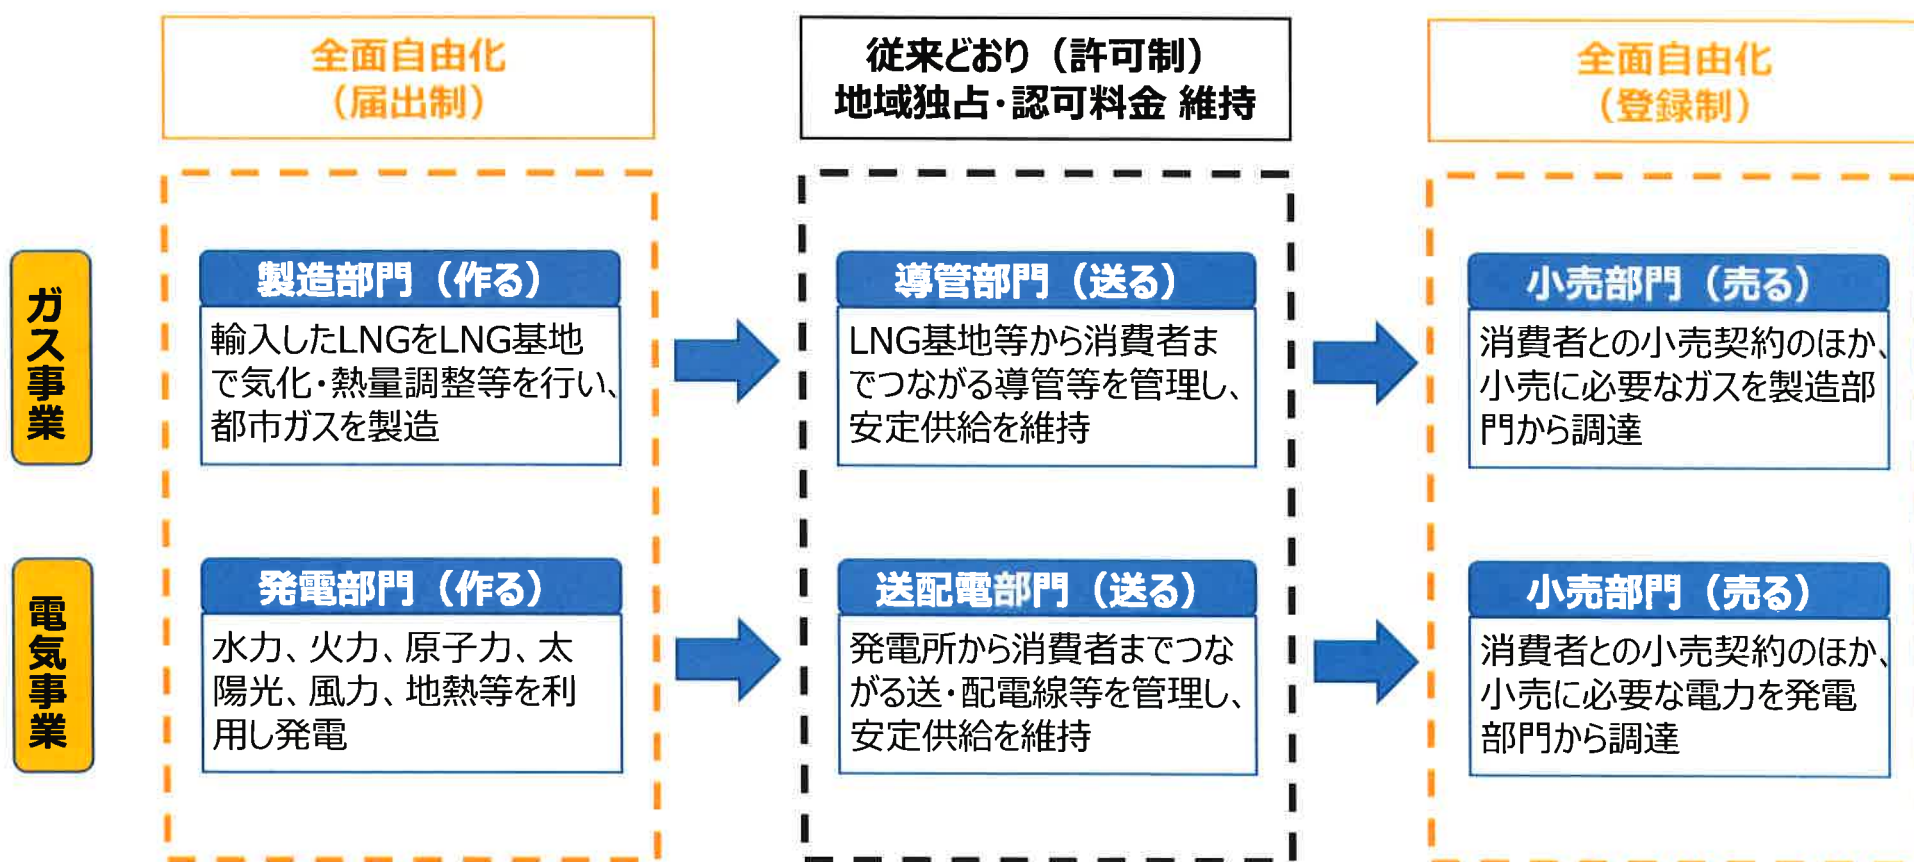 全面自由化
（届出制）
従来どおり（許可制）
地域独占・認可料金 維持
全面自由化
（登録制）
ガス事業
製造部門（作る）
輸入したLNGをLNG基地
で気化・熱量調整等を行い、
都市ガスを製造
導管部門（送る）
LNG基地等から消費者ま
でつながる導管等を管理し、
安定供給を維持
小売部門（売る）
消費者との小売契約のほか、
小売に必要なガスを製造部
門から調達
電気事業
発電部門（作る）
水力、火力、原子力、太
陽光、風力、地熱等を利
用し発電
送配電部門（送る）
発電所から消費者までつな
がる送・配電線等を管理し、
安定供給を維持
小売部門（売る）
消費者との小売契約のほか、
小売に必要な電力を発電
部門から調達